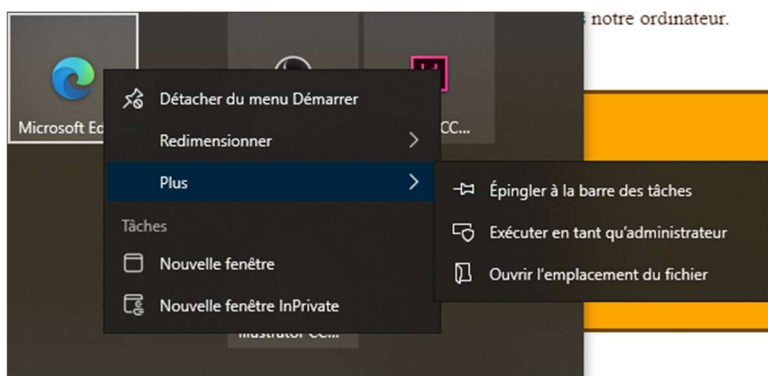 notre ordinateur.
Microsoft Ed
CC...
Détacher du menu Démarrer
Redimensionner
Plus
Tâches
Nouvelle fenêtre
Nouvelle fenêtre InPrivate
Épingler à la barre des tâches
Exécuter en tant qu'administrateur
Ouvrir l'emplacement du fichier
Illustrator CC...